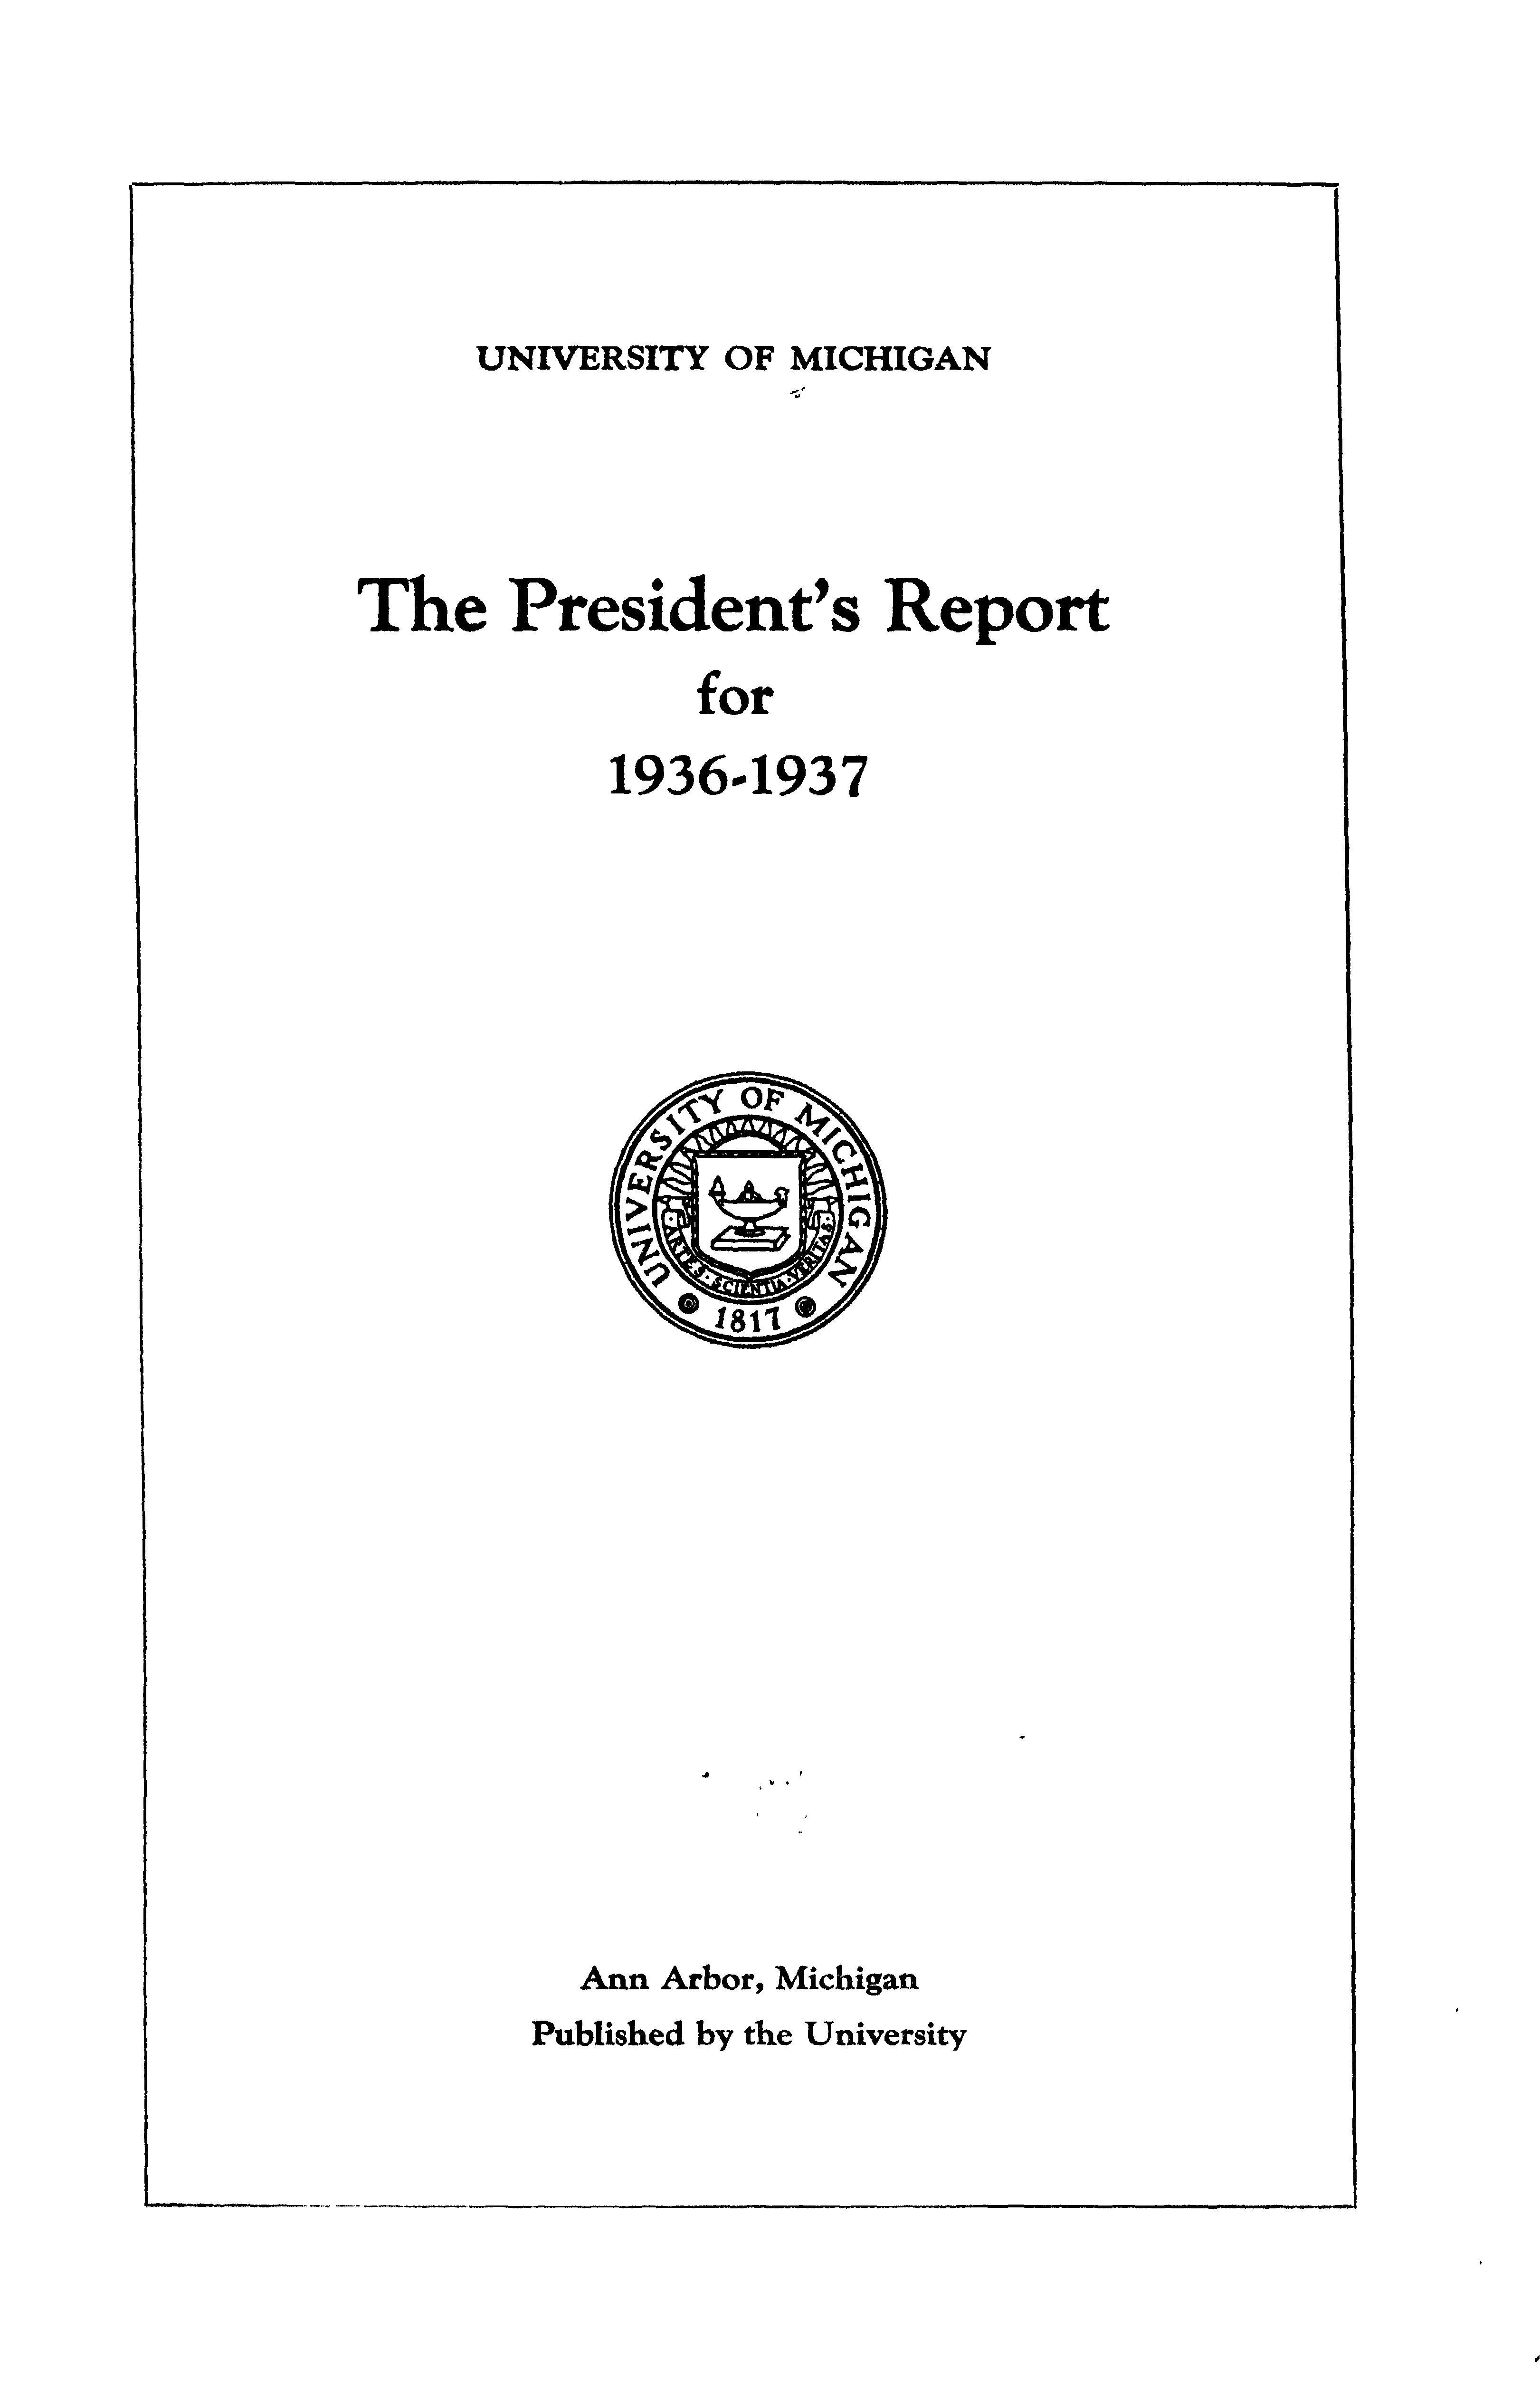 UNIVERSITY OF MICHIGAN
The President's Report
for
1936-1937
UNIVERSITY OF MICHIGAN
ARTES · SCIENTIA · VERITAS
1817
Ann Arbor, Michigan
Published by the University